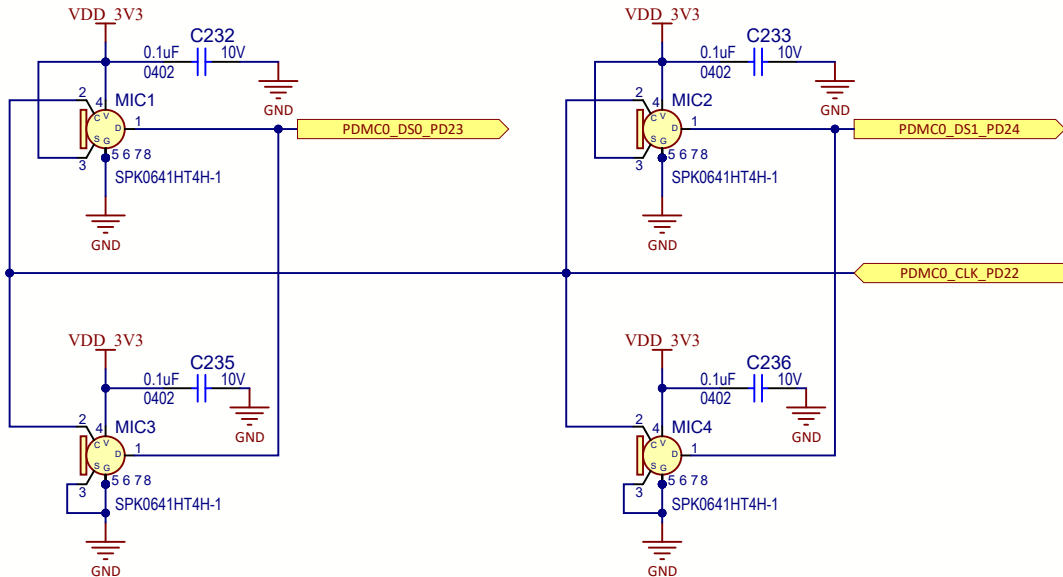 VDD_3V3
C232
0.1uF 10V
0402
GND
2
4
MIC1
C V
D
1
S G
3
5 6 7 8
SPK0641HT4H-1
GND
PDMC0_DS0_PD23
VDD_3V3
C233
0.1uF 10V
0402
GND
2
4
MIC2
C V
D
1
S G
3
5 6 7 8
SPK0641HT4H-1
GND
PDMC0_DS1_PD24
PDMC0_CLK_PD22
VDD_3V3
C235
0.1uF 10V
0402
GND
2
4
MIC3
C V
D
1
S G
3
5 6 7 8
SPK0641HT4H-1
GND
VDD_3V3
C236
0.1uF 10V
0402
GND
2
4
MIC4
C V
D
1
S G
3
5 6 7 8
SPK0641HT4H-1
GND